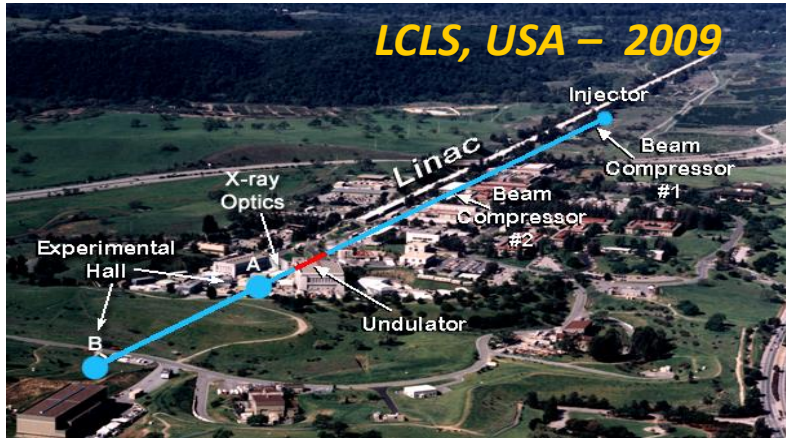 LCLS, USA – 2009
Injector
Linac
Beam
Compressor
#1
X-ray
Optics
Beam
Compressor
#2
Experimental
Hall
A
Undulator
B